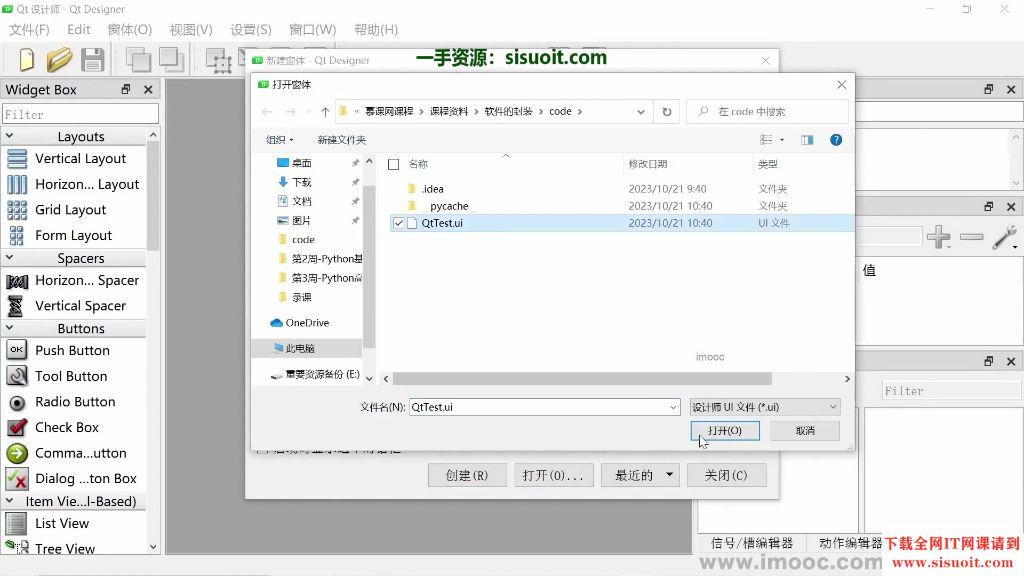 Qt 设计师 - Qt Designer
文件(F) Edit 窗体(O) 视图(V) 设置(S) 窗口(W) 帮助(H)
新建窗体 - Qt Designer
一手资源：sisuoit.com
打开窗体
« 慕课网课程 › 课程资料 › 软件的封装 › code ›
在 code 中搜索
组织 新建文件夹
名称 修改日期 类型
.idea 2023/10/21 9:40 文件夹
pycache 2023/10/21 10:40 文件夹
QtTest.ui 2023/10/21 10:40 UI 文件
桌面
下载
文档
图片
code
第2周-Python基
第3周-Python高
录课
OneDrive
此电脑
重要资源备份 (E:)
imooc
文件名(N): QtTest.ui 设计师 UI 文件 (*.ui)
打开(O) 取消
创建(R) 打开(O)... 最近的 关闭(C)
Widget Box
Filter
Layouts
Vertical Layout
Horizon... Layout
Grid Layout
Form Layout
Spacers
Horizon... Spacer
Vertical Spacer
Buttons
OK Push Button
Tool Button
Radio Button
Check Box
Comma...utton
Dialog ...ton Box
Item Vie...l-Based)
List View
Tree View
值
Filter
信号/槽编辑器 动作编辑器
www.imooc.com
下载全网IT网课请到
www.sisuoit.com